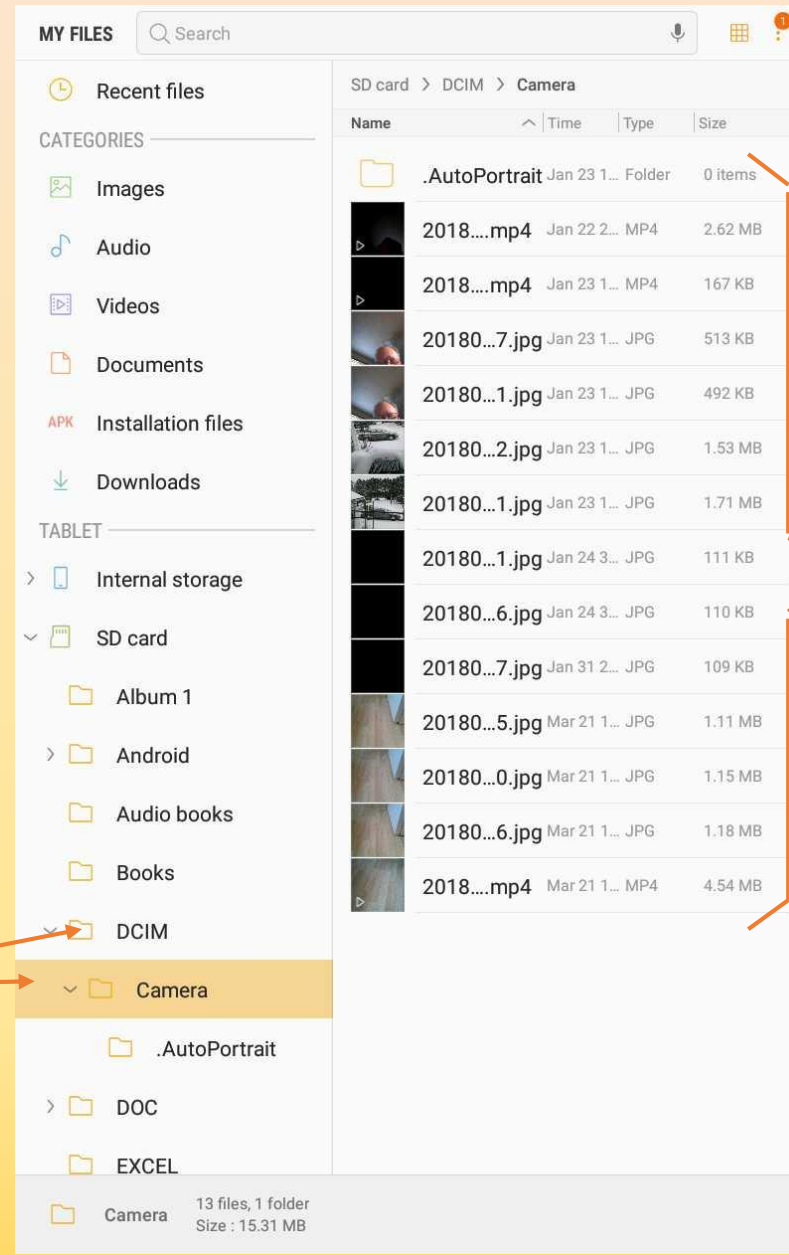 MY FILES Search 1
Recent files
CATEGORIES
Images
Audio
Videos
Documents
APK Installation files
Downloads
TABLET
Internal storage
SD card
Album 1
Android
Audio books
Books
DCIM
Camera
.AutoPortrait
DOC
EXCEL
SD card > DCIM > Camera
Name Time Type Size
.AutoPortrait Jan 23 1... Folder 0 items
2018....mp4 Jan 22 2... MP4 2.62 MB
2018....mp4 Jan 23 1... MP4 167 KB
20180...7.jpg Jan 23 1... JPG 513 KB
20180...1.jpg Jan 23 1... JPG 492 KB
20180...2.jpg Jan 23 1... JPG 1.53 MB
20180...1.jpg Jan 23 1... JPG 1.71 MB
20180...1.jpg Jan 24 3... JPG 111 KB
20180...6.jpg Jan 24 3... JPG 110 KB
20180...7.jpg Jan 31 2... JPG 109 KB
20180...5.jpg Mar 21 1... JPG 1.11 MB
20180...0.jpg Mar 21 1... JPG 1.15 MB
20180...6.jpg Mar 21 1... JPG 1.18 MB
2018....mp4 Mar 21 1... MP4 4.54 MB
Camera 13 files, 1 folder
Size : 15.31 MB